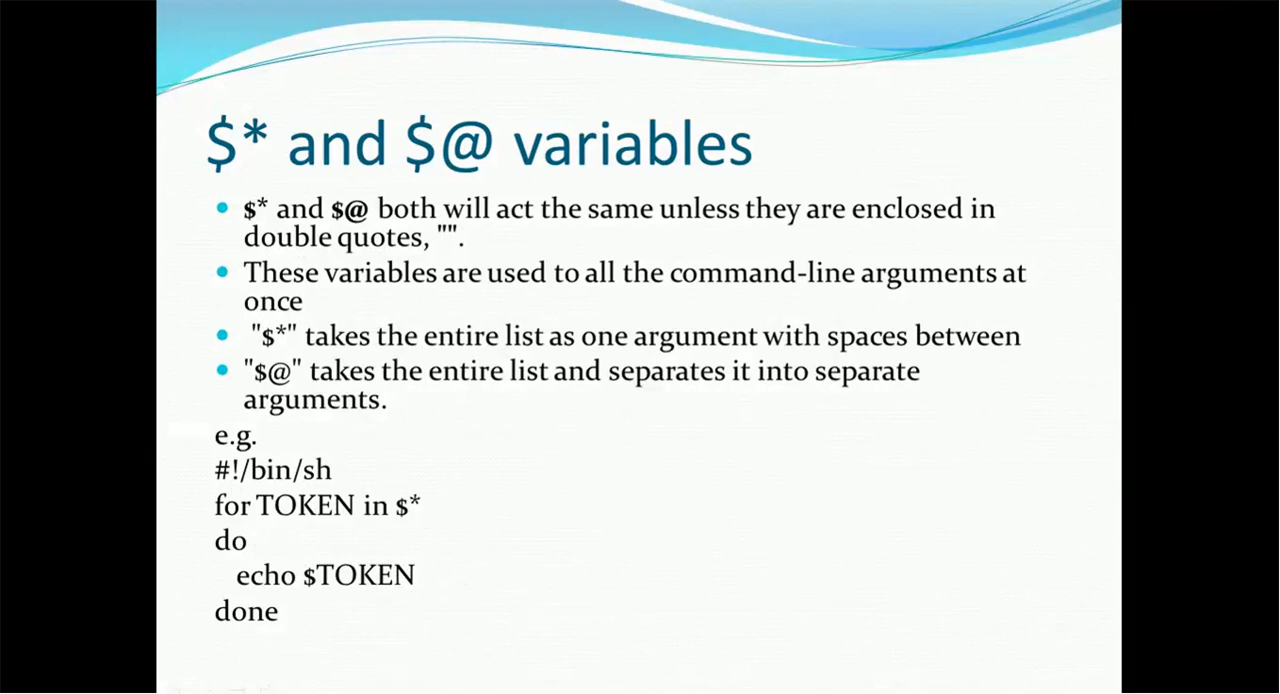 $* and $@ variables
$* and $@ both will act the same unless they are enclosed in
double quotes, "".
These variables are used to all the command-line arguments at
once
"$*" takes the entire list as one argument with spaces between
"$@" takes the entire list and separates it into separate
arguments.
e.g.
#!/bin/sh
for TOKEN in $*
do
echo $TOKEN
done